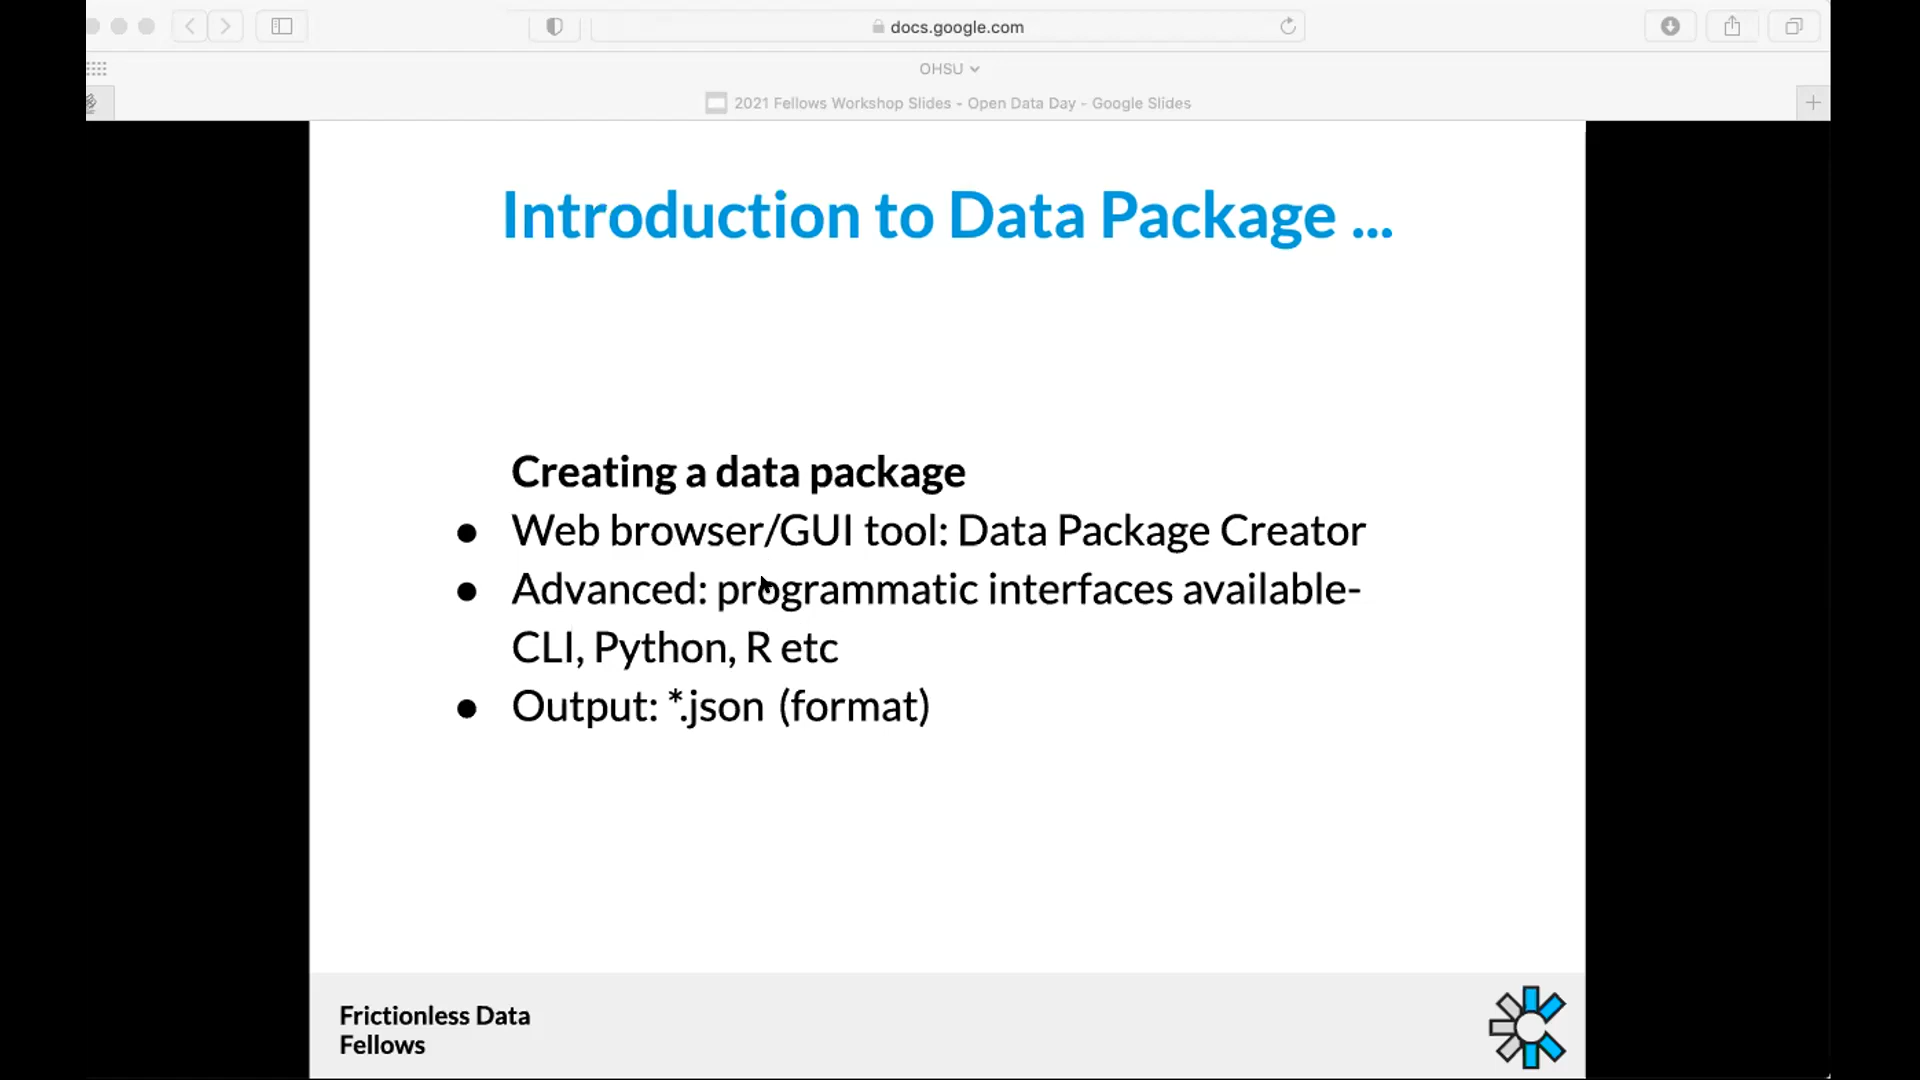 docs.google.com
OHSU
2021 Fellows Workshop Slides - Open Data Day - Google Slides
Introduction to Data Package ...
Creating a data package
● Web browser/GUI tool: Data Package Creator
● Advanced: programmatic interfaces available-
CLI, Python, R etc
● Output: *.json (format)
Frictionless Data
Fellows